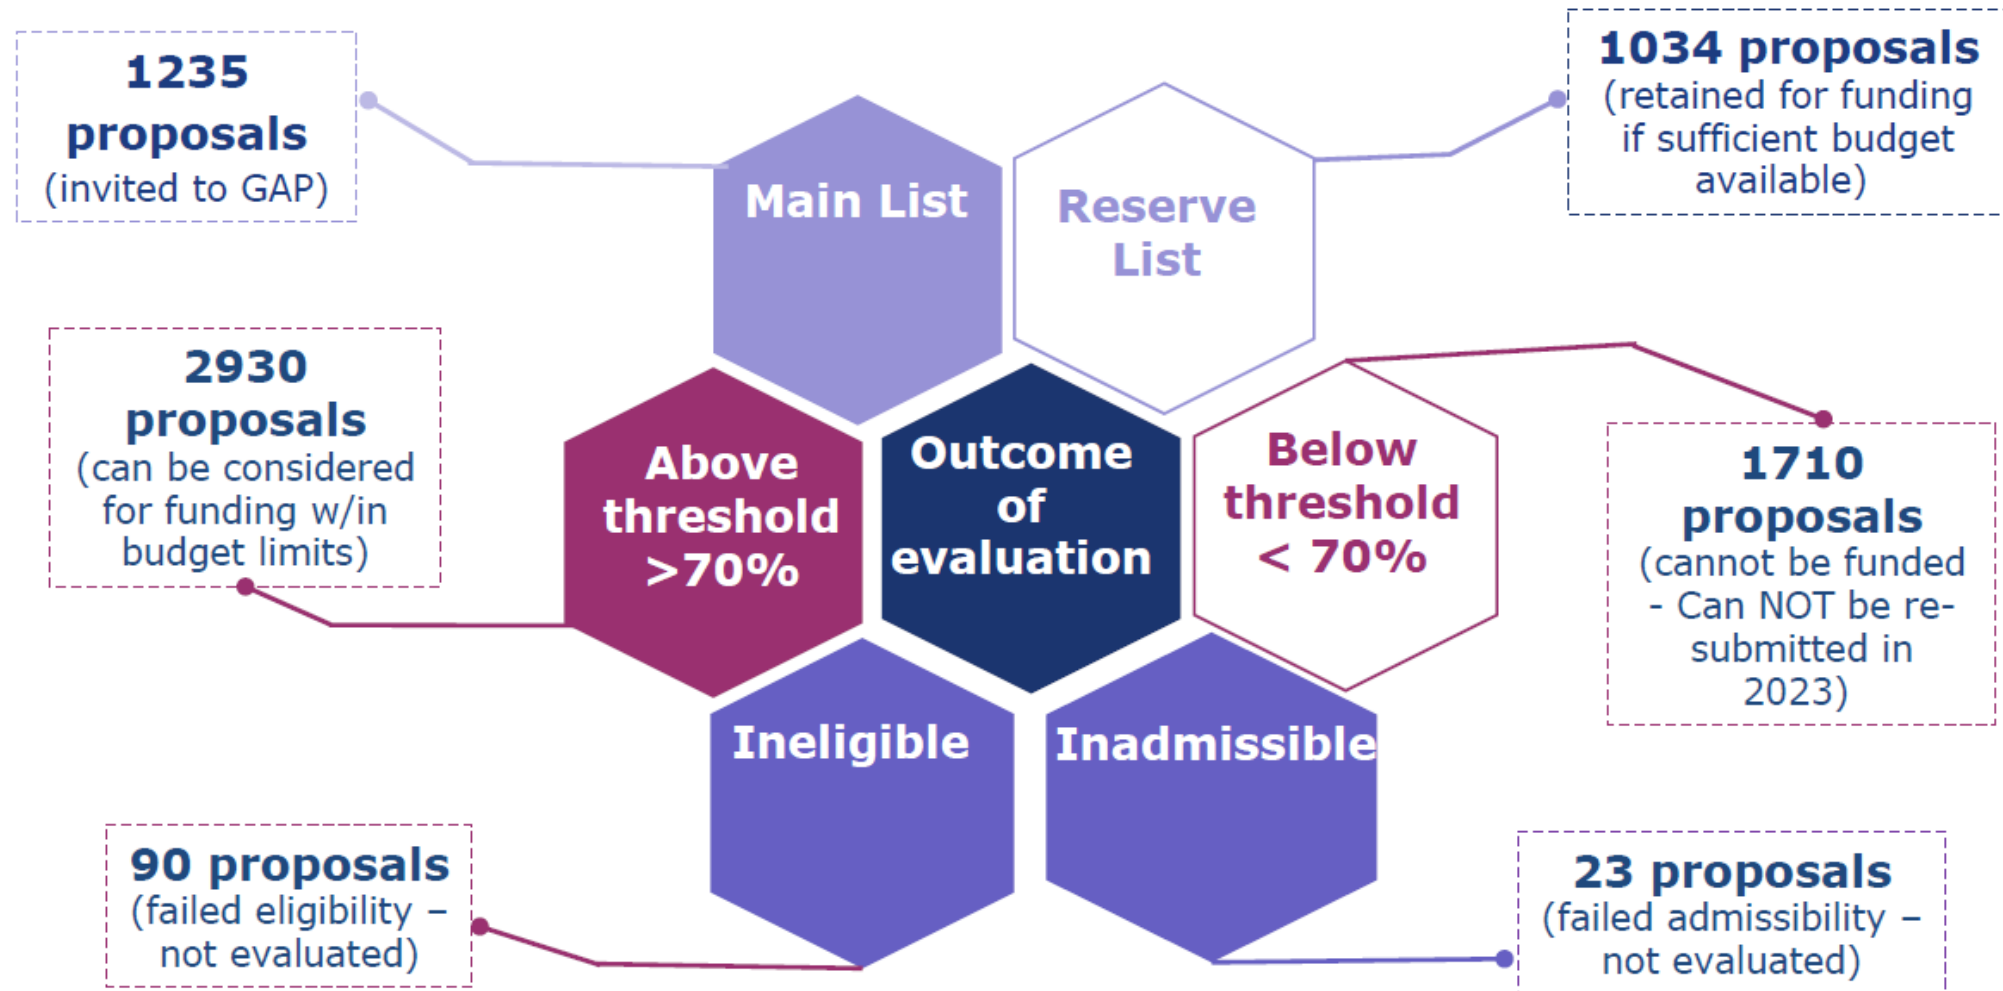 1235
proposals
(invited to GAP)
Main List
Reserve
List
1034 proposals
(retained for funding
if sufficient budget
available)
2930
proposals
(can be considered
for funding w/in
budget limits)
Above
threshold
>70%
Outcome
of
evaluation
Below
threshold
< 70%
1710
proposals
(cannot be funded
- Can NOT be re-
submitted in
2023)
Ineligible
Inadmissible
90 proposals
(failed eligibility –
not evaluated)
23 proposals
(failed admissibility –
not evaluated)